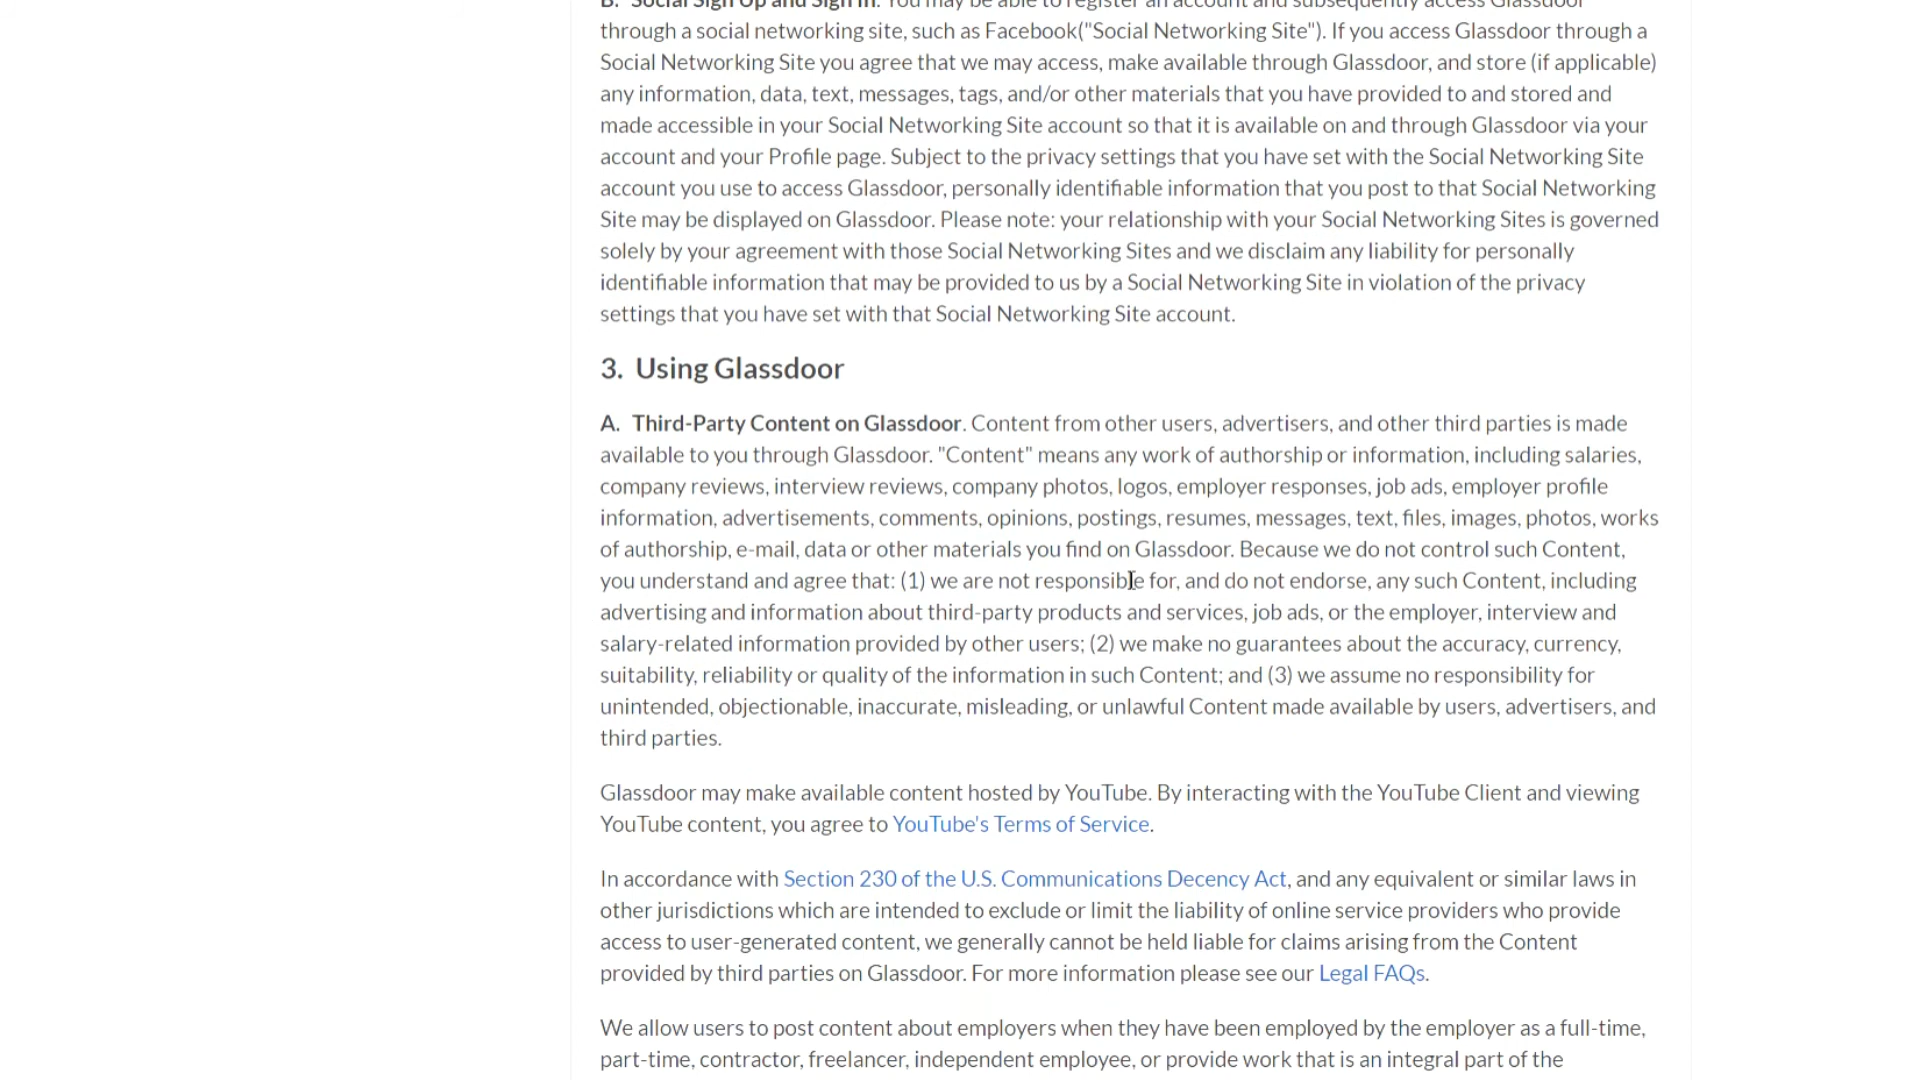 B. Social Sign Up and Sign In. You may be able to register an account and subsequently access Glassdoor
through a social networking site, such as Facebook("Social Networking Site"). If you access Glassdoor through a
Social Networking Site you agree that we may access, make available through Glassdoor, and store (if applicable)
any information, data, text, messages, tags, and/or other materials that you have provided to and stored and
made accessible in your Social Networking Site account so that it is available on and through Glassdoor via your
account and your Profile page. Subject to the privacy settings that you have set with the Social Networking Site
account you use to access Glassdoor, personally identifiable information that you post to that Social Networking
Site may be displayed on Glassdoor. Please note: your relationship with your Social Networking Sites is governed
solely by your agreement with those Social Networking Sites and we disclaim any liability for personally
identifiable information that may be provided to us by a Social Networking Site in violation of the privacy
settings that you have set with that Social Networking Site account.
3. Using Glassdoor
A. Third-Party Content on Glassdoor. Content from other users, advertisers, and other third parties is made
available to you through Glassdoor. "Content" means any work of authorship or information, including salaries,
company reviews, interview reviews, company photos, logos, employer responses, job ads, employer profile
information, advertisements, comments, opinions, postings, resumes, messages, text, files, images, photos, works
of authorship, e-mail, data or other materials you find on Glassdoor. Because we do not control such Content,
you understand and agree that: (1) we are not responsible for, and do not endorse, any such Content, including
advertising and information about third-party products and services, job ads, or the employer, interview and
salary-related information provided by other users; (2) we make no guarantees about the accuracy, currency,
suitability, reliability or quality of the information in such Content; and (3) we assume no responsibility for
unintended, objectionable, inaccurate, misleading, or unlawful Content made available by users, advertisers, and
third parties.
Glassdoor may make available content hosted by YouTube. By interacting with the YouTube Client and viewing
YouTube content, you agree to YouTube's Terms of Service.
In accordance with Section 230 of the U.S. Communications Decency Act, and any equivalent or similar laws in
other jurisdictions which are intended to exclude or limit the liability of online service providers who provide
access to user-generated content, we generally cannot be held liable for claims arising from the Content
provided by third parties on Glassdoor. For more information please see our Legal FAQs.
We allow users to post content about employers when they have been employed by the employer as a full-time,
part-time, contractor, freelancer, independent employee, or provide work that is an integral part of the